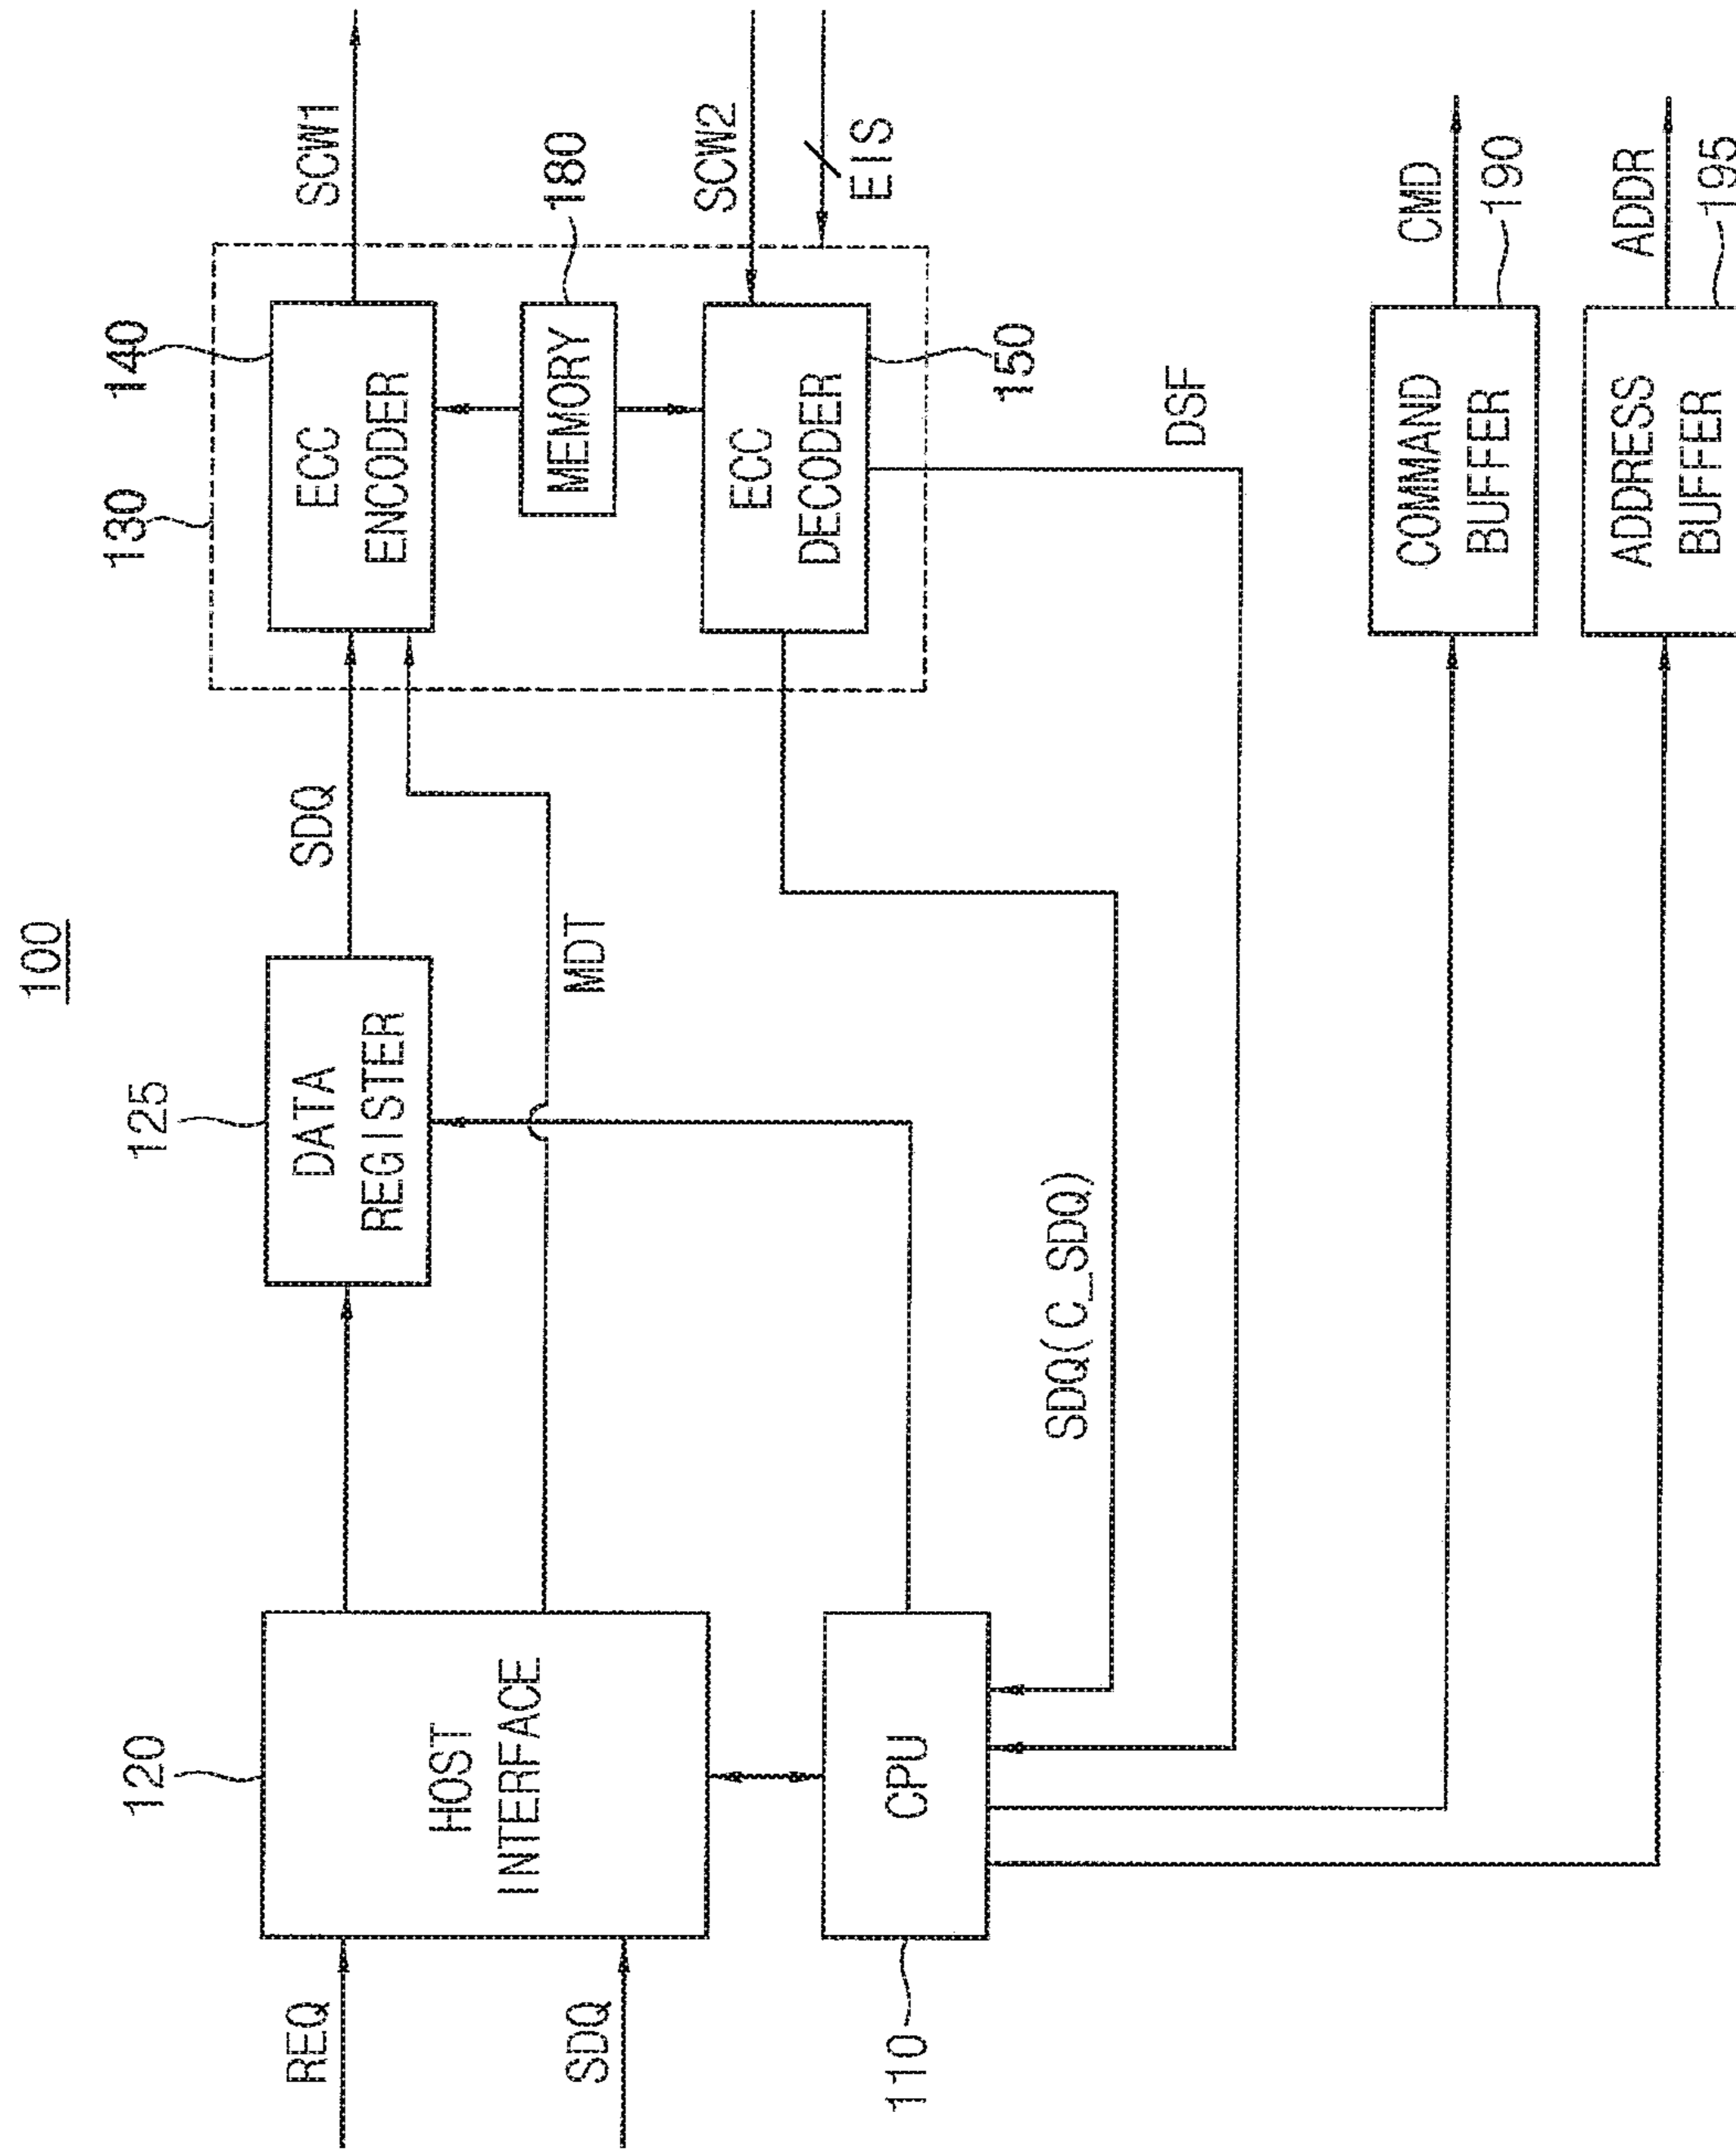 100
120
125
130
140
REQ
HOST
INTERFACE
DATA
REGISTER
SDQ
ECC
ENCODER
SCW1
MDT
MEMORY
180
SDQ
ECC
DECODER
SCW2
150
EIS
110
CPU
SDQ(C_SDQ)
DSF
COMMAND
BUFFER
CMD
190
ADDRESS
BUFFER
ADDR
195